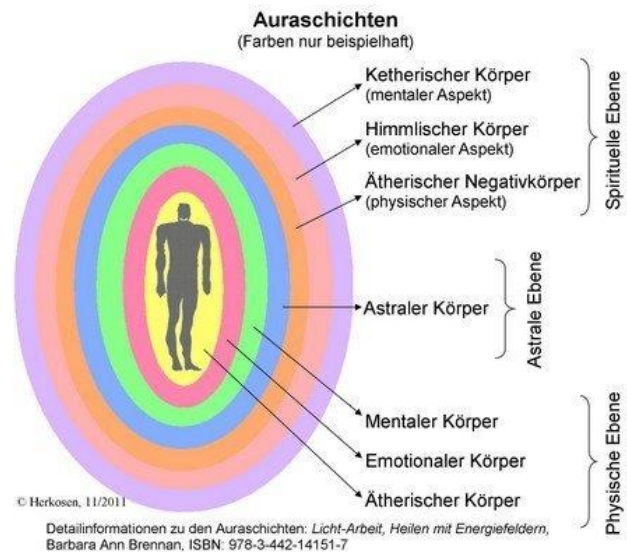 Auraschichten
(Farben nur beispielhaft)
Ketherischer Körper
(mentaler Aspekt)
Himmlischer Körper
(emotionaler Aspekt)
Ätherischer Negativkörper
(physischer Aspekt)
Spirituelle Ebene
Astraler Körper
Astrale Ebene
Mentaler Körper
Emotionaler Körper
Ätherischer Körper
Physische Ebene
© Herkosen, 11/2011
Detailinformationen zu den Auraschichten: Licht-Arbeit, Heilen mit Energiefeldern,
Barbara Ann Brennan, ISBN: 978-3-442-14151-7